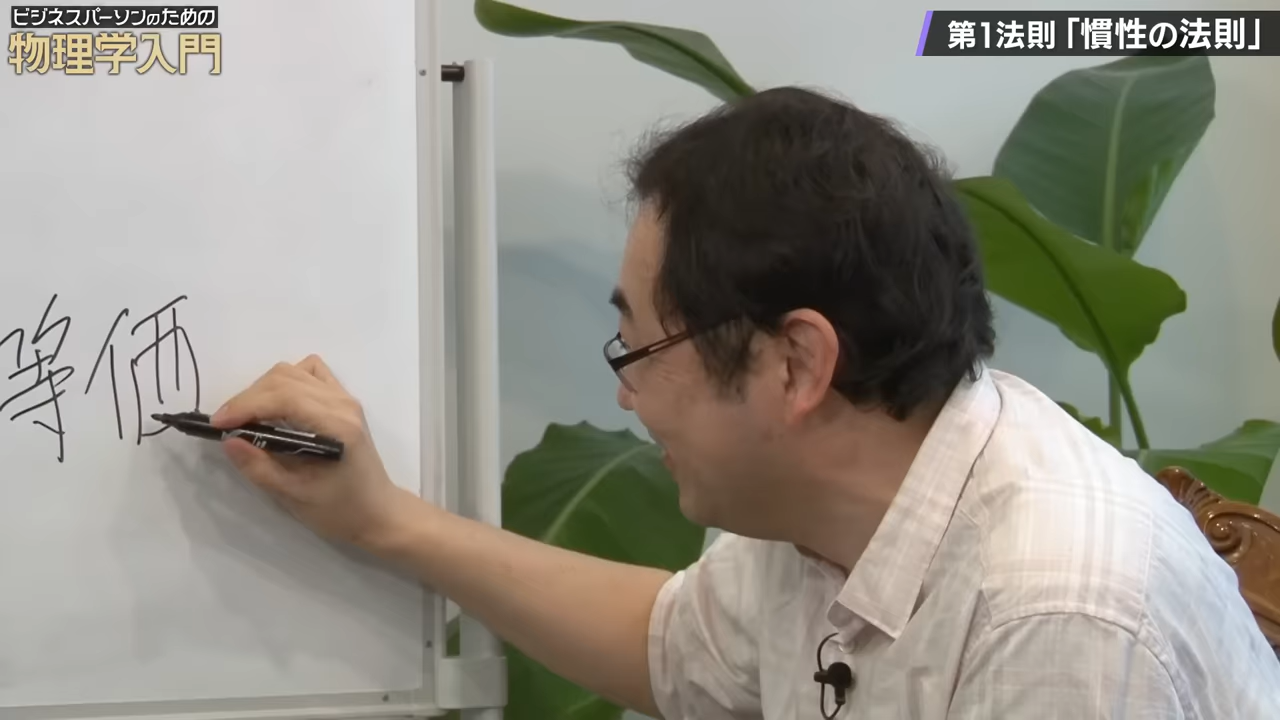 ビジネスパーソンのための
物理学入門
第1法則「慣性の法則」
等価